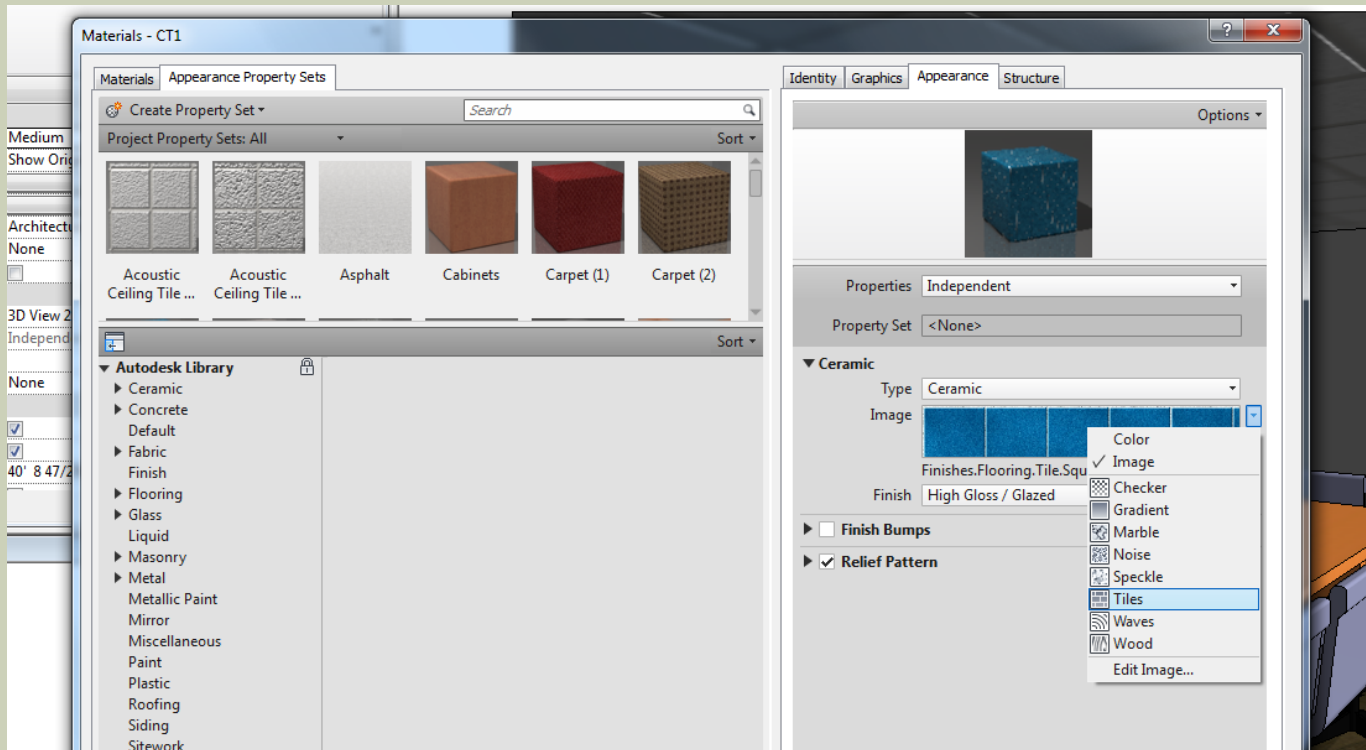 Materials - CT1
?
X
Medium
Show Orig
Architectu
None
3D View 2
Independ
None
40' 8 47/2
Materials
Appearance Property Sets
Create Property Set
Search
Project Property Sets: All
Sort
Acoustic
Ceiling Tile ...
Acoustic
Ceiling Tile ...
Asphalt
Cabinets
Carpet (1)
Carpet (2)
Sort
Autodesk Library
Ceramic
Concrete
Default
Fabric
Finish
Flooring
Glass
Liquid
Masonry
Metal
Metallic Paint
Mirror
Miscellaneous
Paint
Plastic
Roofing
Siding
Sitework
Identity
Graphics
Appearance
Structure
Options
Properties
Independent
Property Set
<None>
Ceramic
Type
Ceramic
Image
Finishes.Flooring.Tile.Squ
Finish
High Gloss / Glazed
Finish Bumps
Relief Pattern
Color
Image
Checker
Gradient
Marble
Noise
Speckle
Tiles
Waves
Wood
Edit Image...